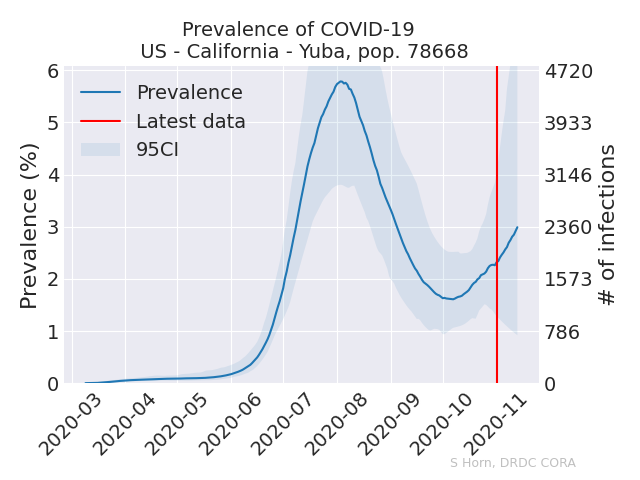 Prevalence of COVID-19
US - California - Yuba, pop. 78668
Prevalence
Latest data
95CI
Prevalence (%)
6
5
4
3
2
1
0
4720
3933
3146
2360
1573
786
0
# of infections
2020-03
2020-04
2020-05
2020-06
2020-07
2020-08
2020-09
2020-10
2020-11
S Horn, DRDC CORA